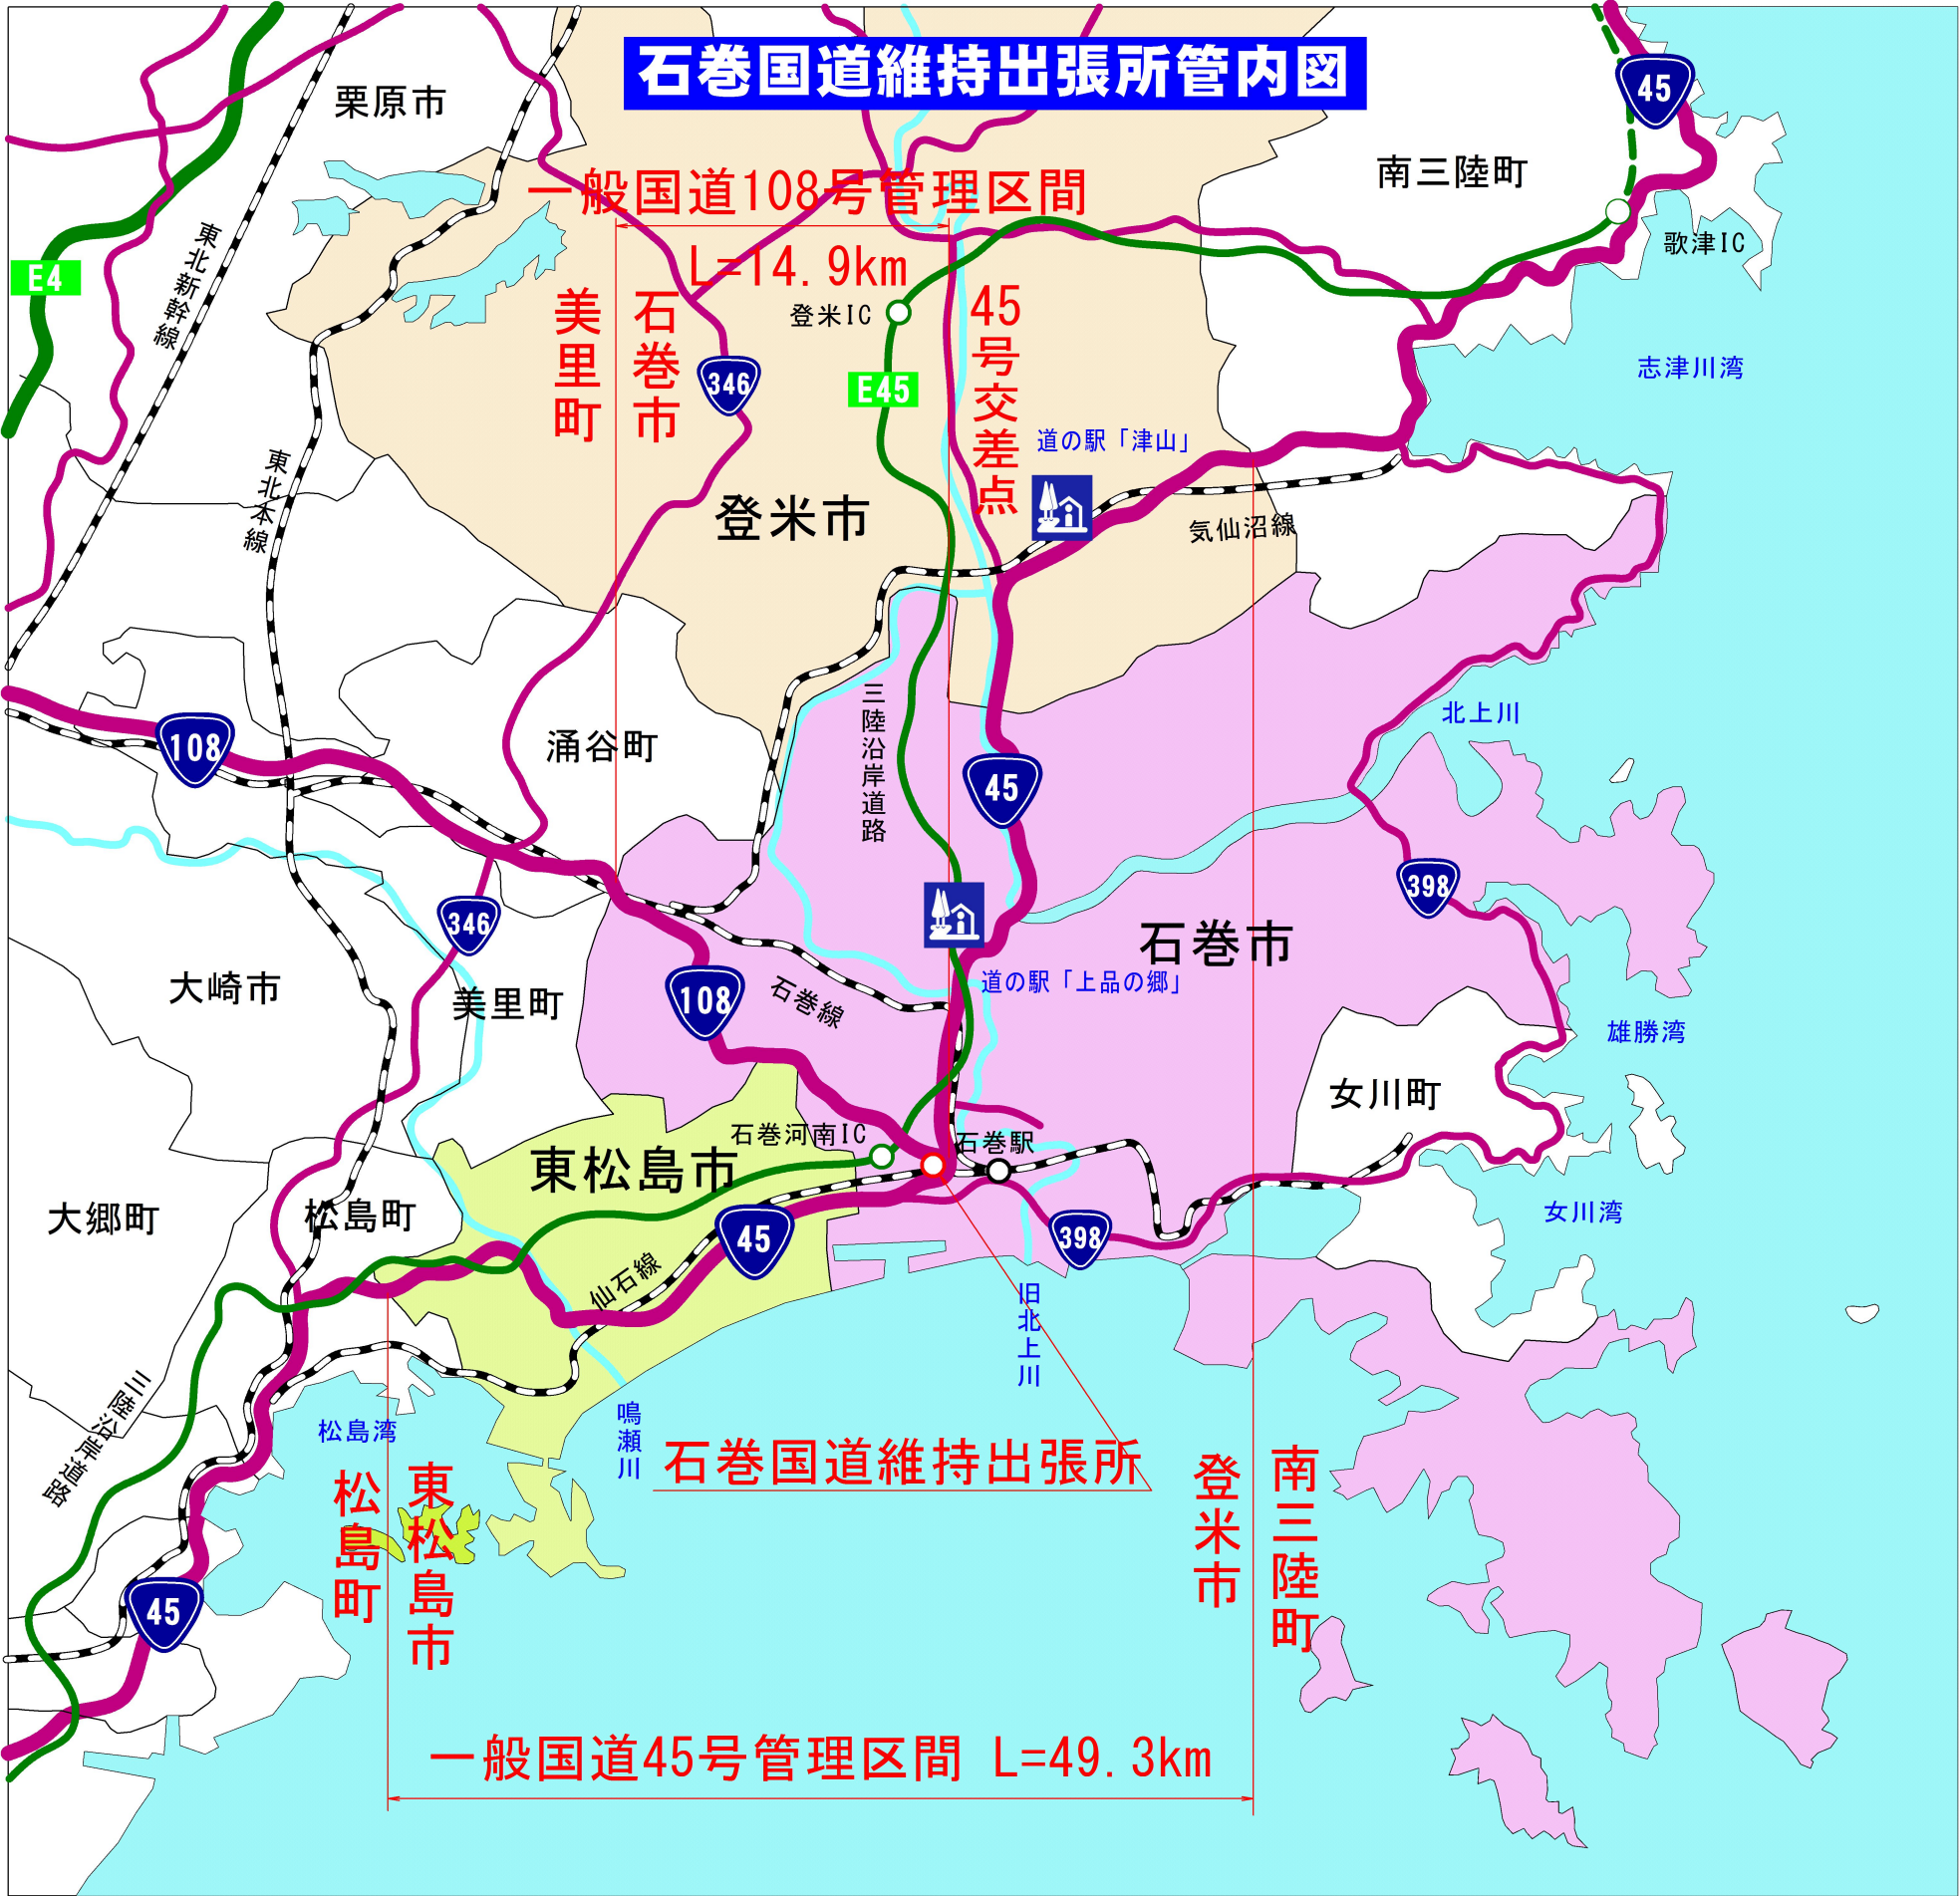 石巻国道維持出張所管内図
45
栗原市
南三陸町
一般国道108号管理区間
歌津IC
東北新幹線
E4
L=14.9km
美里町
石巻市
登米IC
45号交差点
346
E45
志津川湾
道の駅「津山」
東北本線
登米市
気仙沼線
三陸沿岸道路
北上川
108
涌谷町
45
398
346
石巻市
大崎市
美里町
108
石巻線
道の駅「上品の郷」
雄勝湾
女川町
石巻河南IC
石巻駅
東松島市
大郷町
松島町
45
398
女川湾
仙石線
旧北上川
三陸沿岸道路
松島湾
鳴瀬川
石巻国道維持出張所
松島町
東松島市
登米市
南三陸町
45
一般国道45号管理区間 L=49.3km